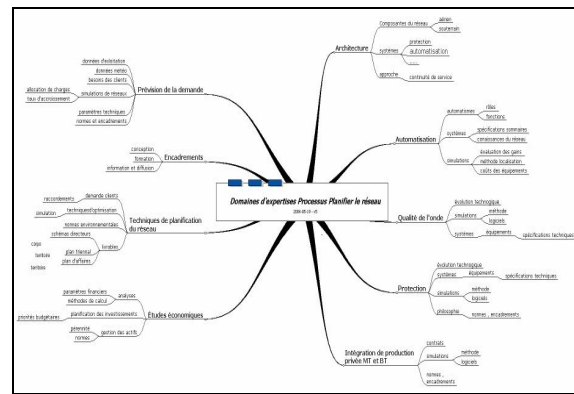 Domaines d'expertises Processus Planifier le réseau
Architecture
Composantes du réseau
aérien
souterrain
systèmes
protection
automatisation
.....
approche
continuité de service
Automatisation
automatismes
rôles
fonctions
systèmes
spécifications sommaires
connaissances du réseau
simulations
évaluation des gains
méthode localisation
coûts des équipements
Qualité de l'onde
évolution technologique
simulations
méthode
logiciels
systèmes
équipements
spécifications techniques
Protection
évolution technologique
systèmes
équipements
spécifications techniques
simulations
méthode
logiciels
philosophie
normes , encadrements
Intégration de production
privée MT et BT
contrats
simulations
méthode
logiciels
normes ,
encadrements
Prévision de la demande
données d'exploitation
données météo
besoins des clients
simulations de réseaux
allocation de charges
taux d'accroissement
paramètres techniques
normes et encadrements
Encadrements
conception
formation
information et diffusion
Techniques de planification
du réseau
demande clients
raccordements
techniques d'optimisation
simulation
normes environnementales
livrables
schémas directeurs
plan triennal
plan d'affaires
corpo
territoire
territoire
Études économiques
analyses
paramètres financiers
méthodes de calcul
planification des investissements
priorités budgétaires
gestion des actifs
pérennité
normes